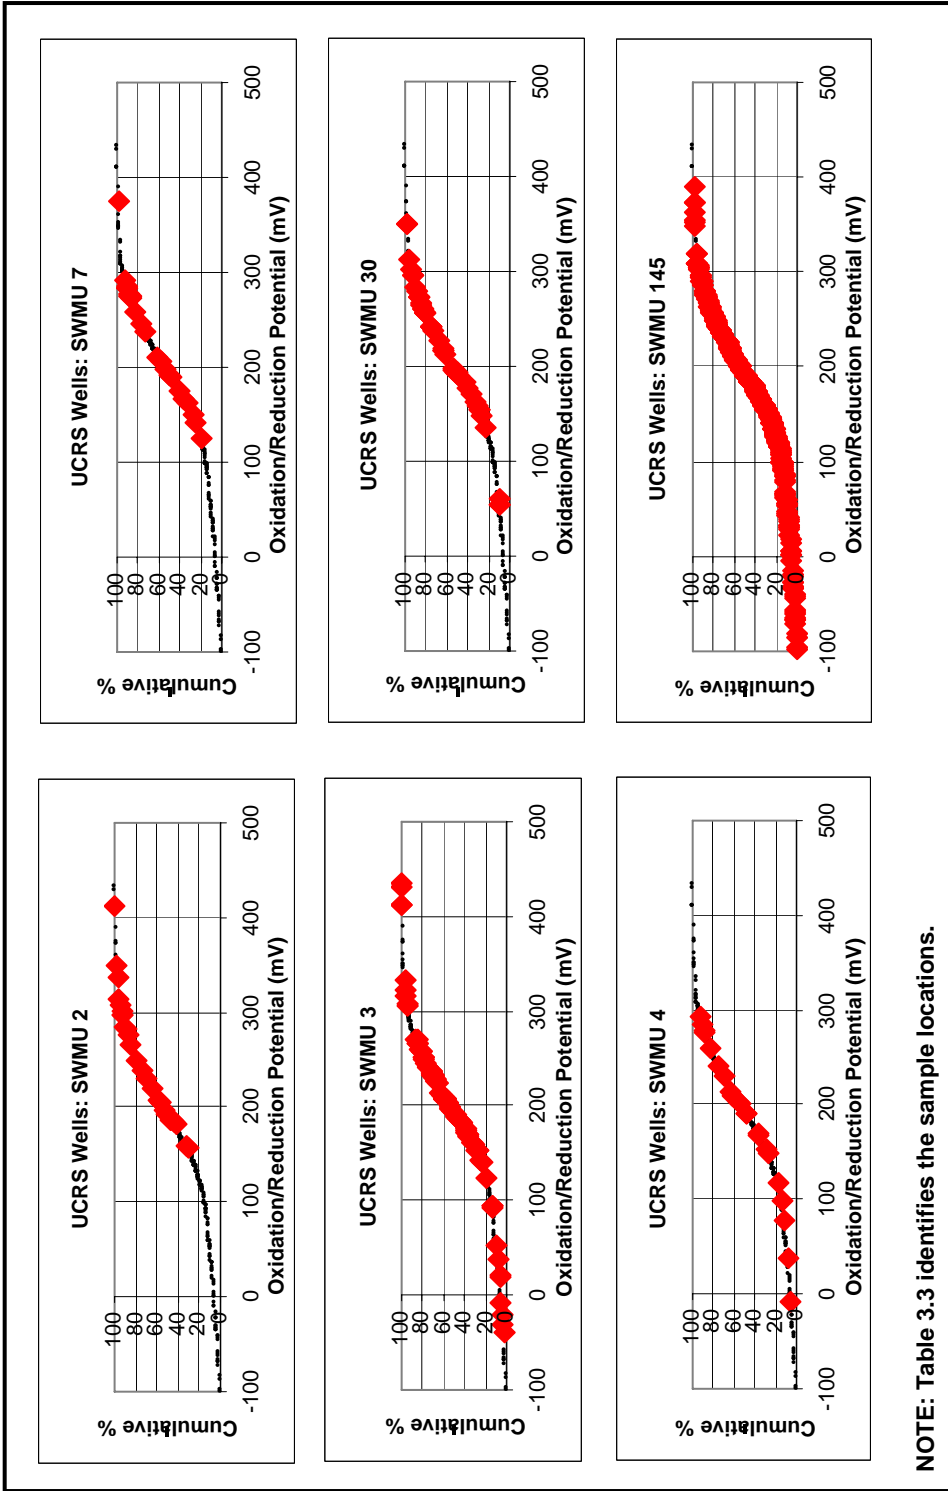 UCRS Wells: SWMU 2
Cumulative %
100
80
60
40
20
0
-100 0 100 200 300 400 500
Oxidation/Reduction Potential (mV)
UCRS Wells: SWMU 7
Cumulative %
100
80
60
40
20
0
-100 0 100 200 300 400 500
Oxidation/Reduction Potential (mV)
UCRS Wells: SWMU 3
Cumulative %
100
80
60
40
20
0
-100 0 100 200 300 400 500
Oxidation/Reduction Potential (mV)
UCRS Wells: SWMU 30
Cumulative %
100
80
60
40
20
0
-100 0 100 200 300 400 500
Oxidation/Reduction Potential (mV)
UCRS Wells: SWMU 4
Cumulative %
100
80
60
40
20
0
-100 0 100 200 300 400 500
Oxidation/Reduction Potential (mV)
UCRS Wells: SWMU 145
Cumulative %
100
80
60
40
20
0
-100 0 100 200 300 400 500
Oxidation/Reduction Potential (mV)
NOTE: Table 3.3 identifies the sample locations.